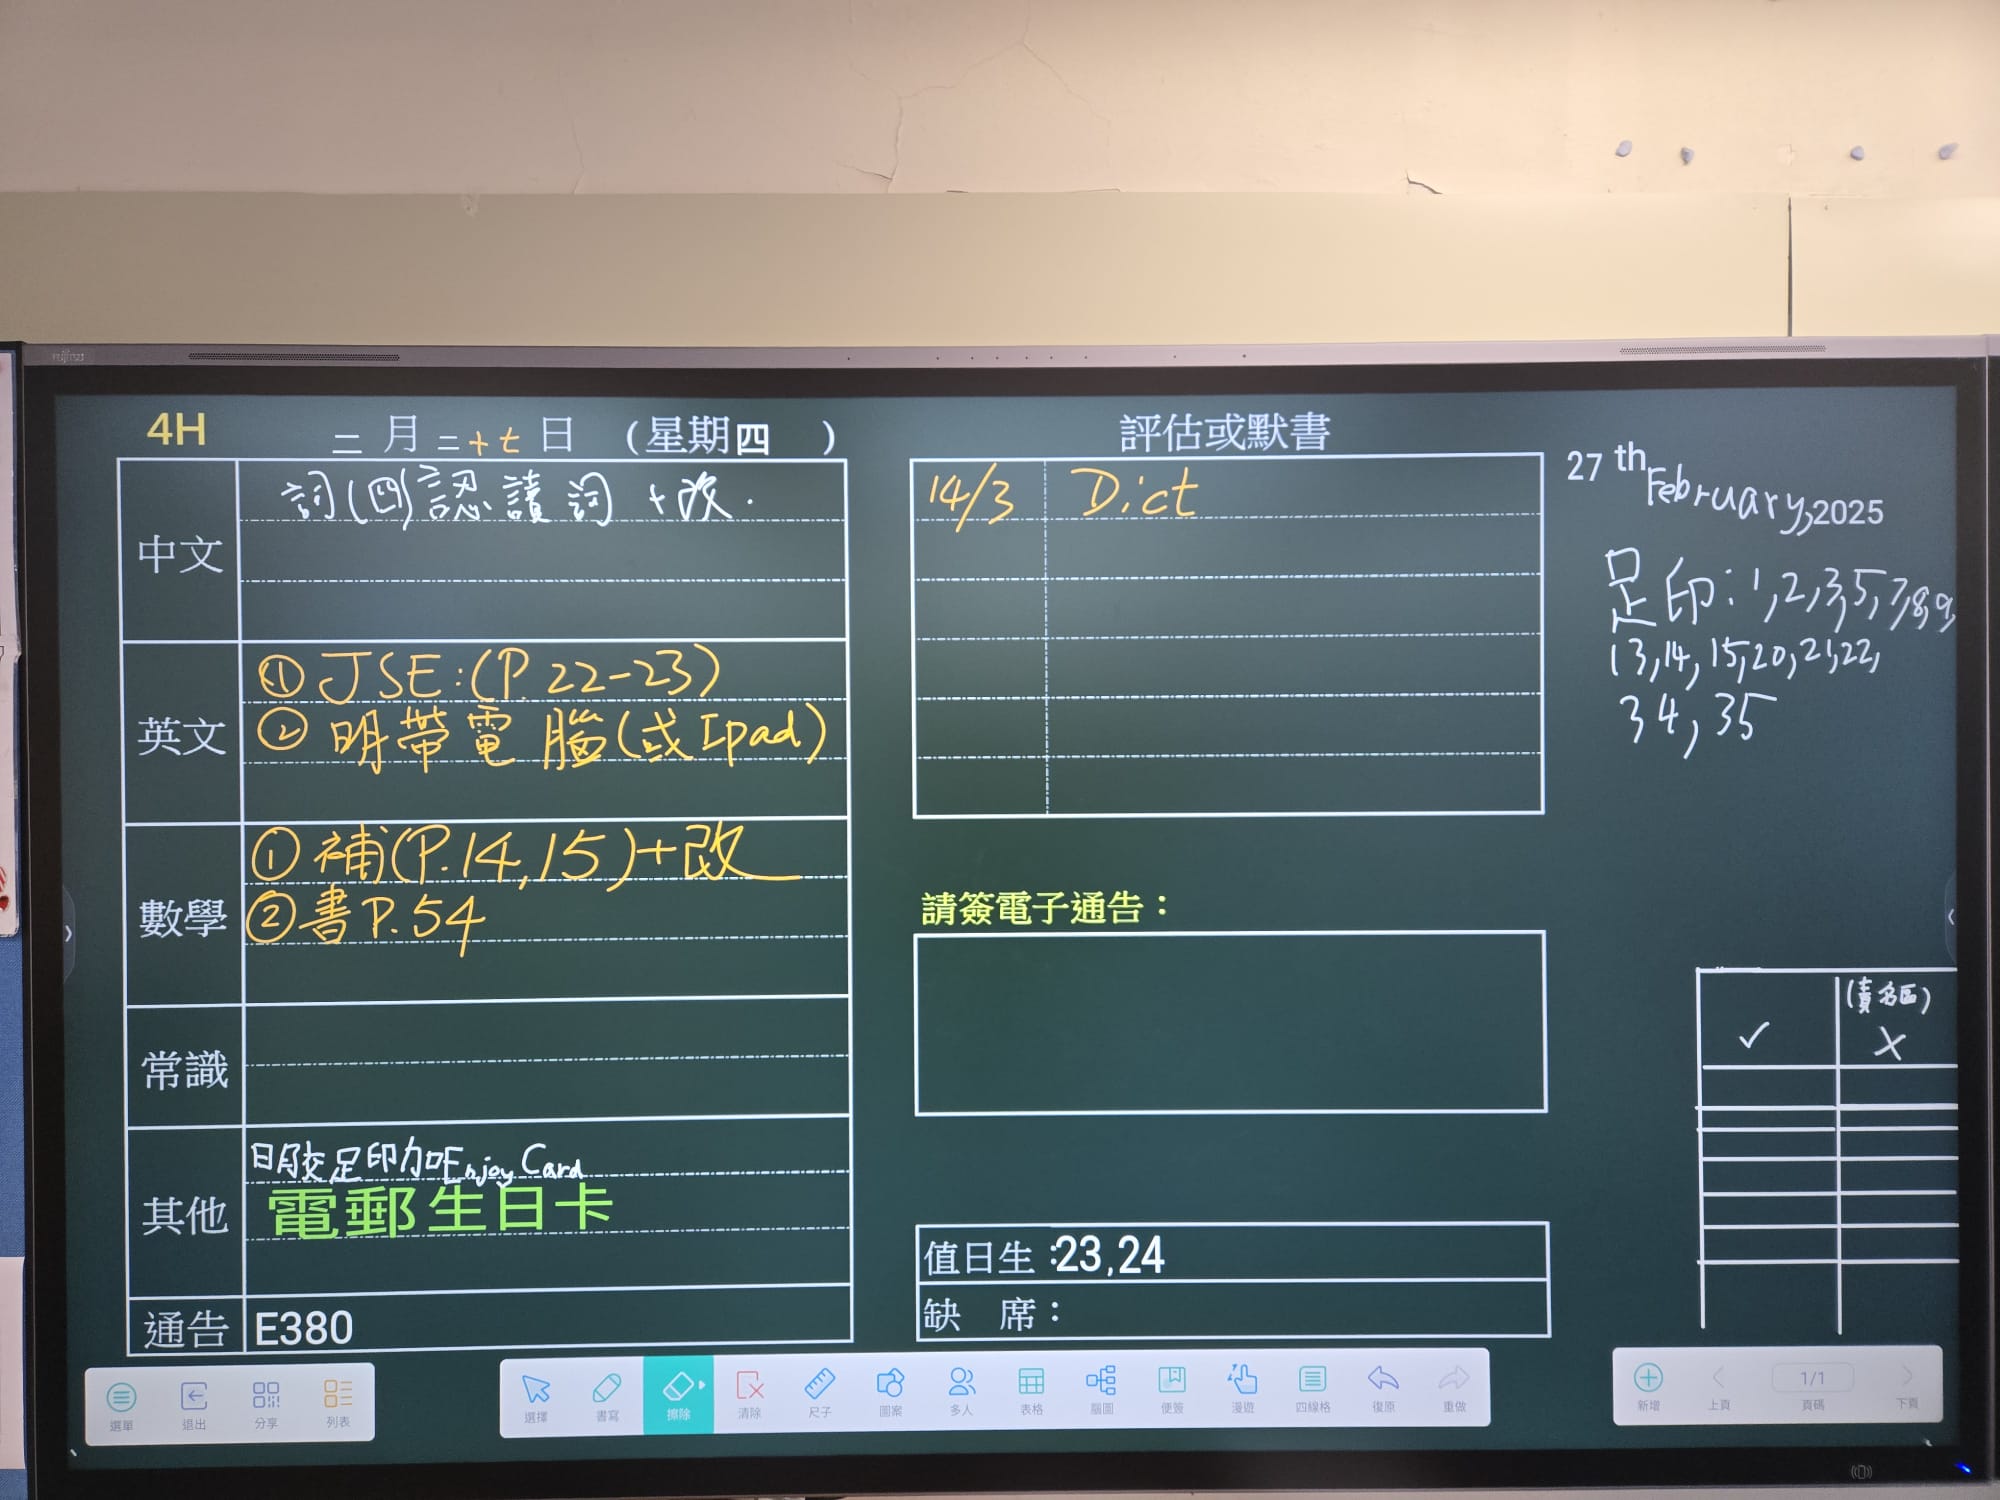 FUJITSU
4H
二月二十七日 (星期四 )
中文
詞(四)認讀詞 +改.
英文
① JSE:(P.22-23)
② 明帶電腦(或Ipad)
數學
① 補(P.14,15)+改
② 書P.54
常識
其他
明交足印加Enjoy Card
電郵生日卡
通告
E380
評估或默書
14/3 Dict
請簽電子通告：
值日生：23,24
缺 席：
27th February,2025
足印：1,2,3,5,7,8,9,
13,14,15,20,21,22,
34,35
✓
(賣名區)
X
選單 退出 分享 列表
選擇 書寫 擦除 清除 尺子 圖案 多人 表格 腦圖 便簽 漫遊 四線格 復原 重做
新增 上頁 1/1 頁碼 下頁